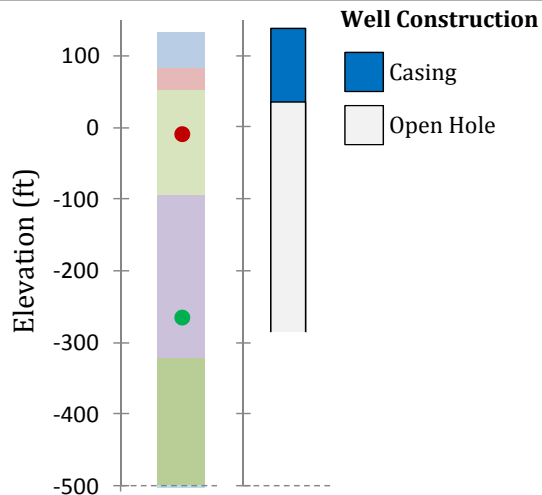 Well Construction
Casing
Open Hole
Elevation (ft)
100
0
-100
-200
-300
-400
-500